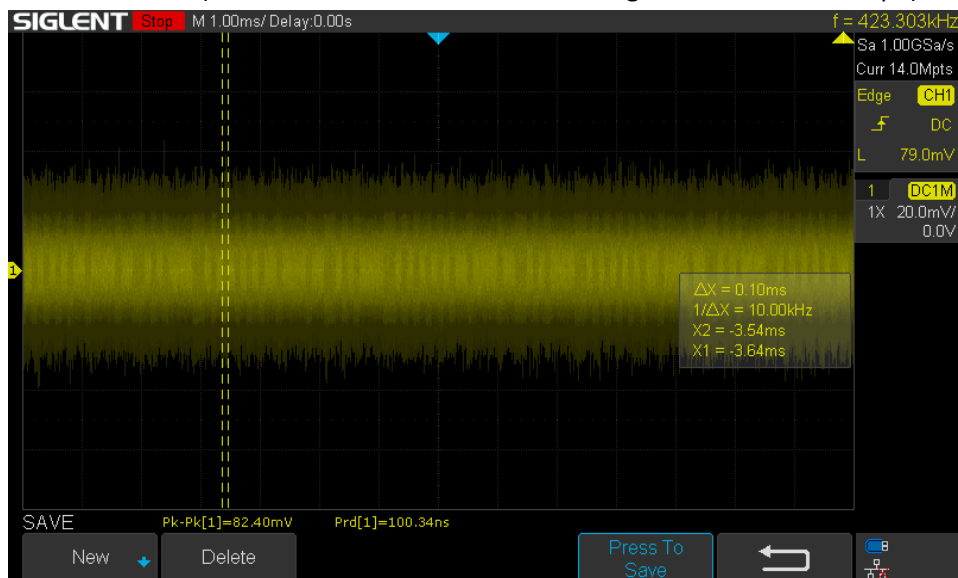 SIGLENT Stop M 1.00ms/ Delay:0.00s f = 423.303kHz
Sa 1.00GSa/s
Curr 14.0Mpts
Edge CH1
DC
L 79.0mV
1 DC1M
1X 20.0mV/
0.0V
1
ΔX = 0.10ms
1/ΔX = 10.00kHz
X2 = -3.54ms
X1 = -3.64ms
SAVE Pk-Pk[1]=82.40mV Prd[1]=100.34ns
New Delete Press To Save